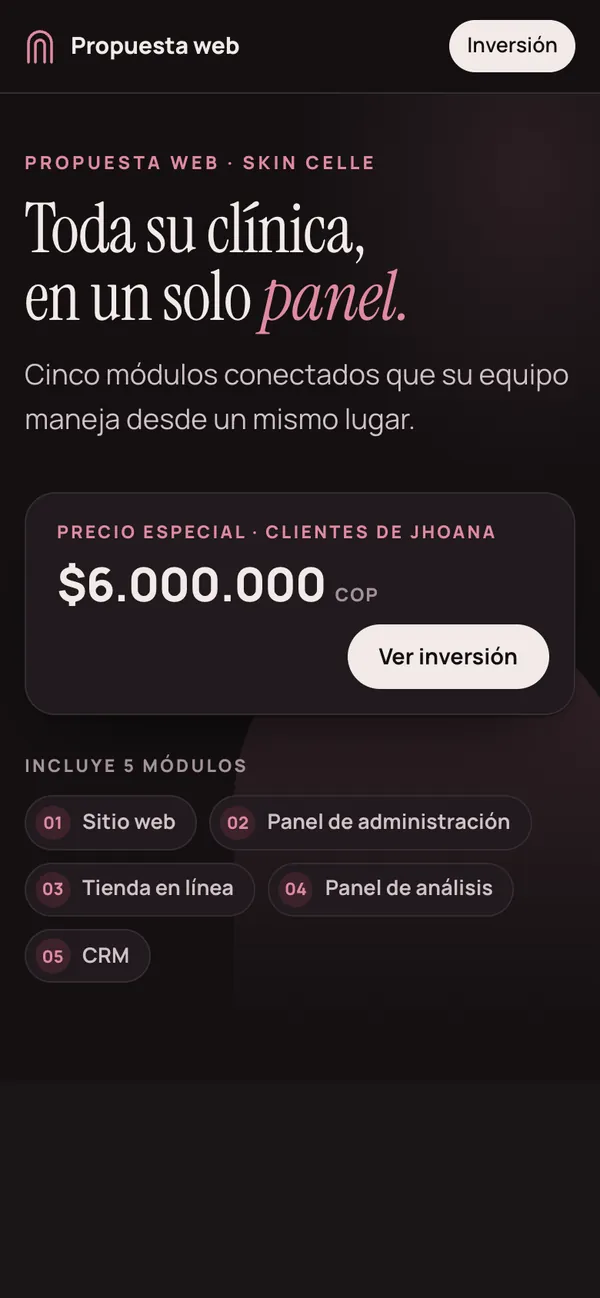 Propuesta web
Inversión
PROPUESTA WEB · SKIN CELLE
Toda su clínica,
en un solo panel.
Cinco módulos conectados que su equipo
maneja desde un mismo lugar.
PRECIO ESPECIAL · CLIENTES DE JHOANA
$6.000.000 COP
Ver inversión
INCLUYE 5 MÓDULOS
01 Sitio web
02 Panel de administración
03 Tienda en línea
04 Panel de análisis
05 CRM